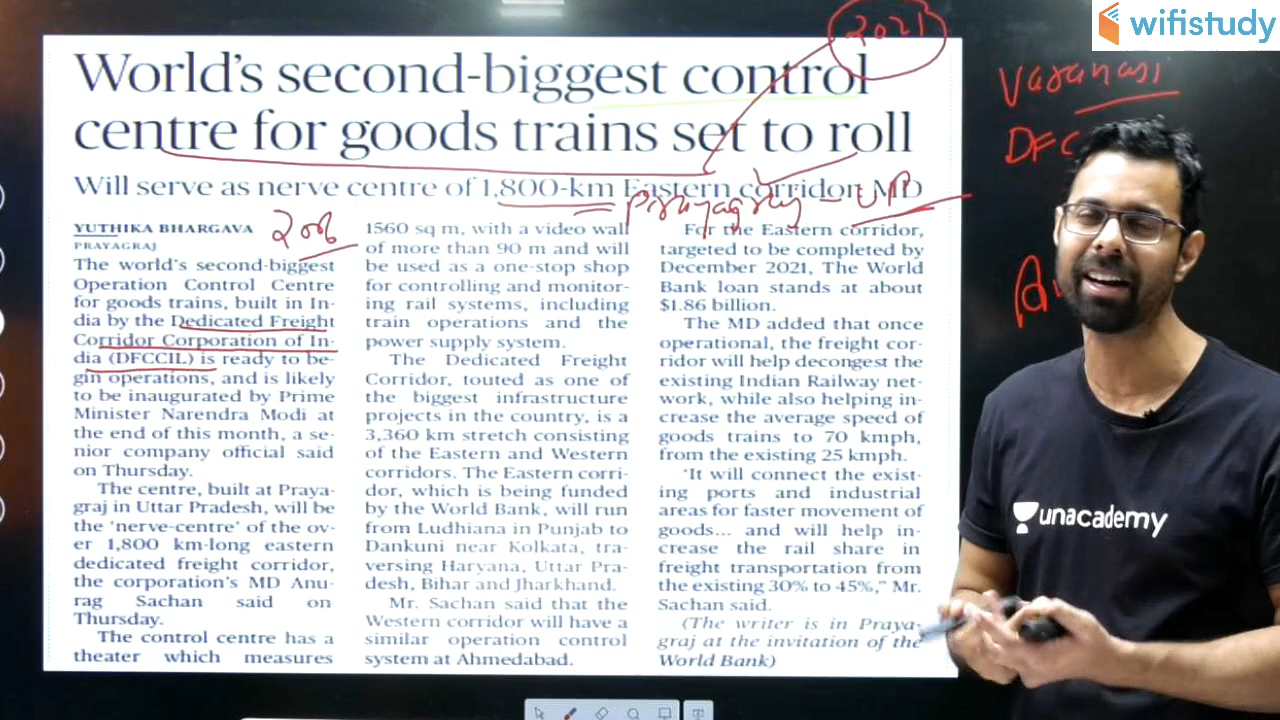 wifistudy
2021
World's second-biggest control
centre for goods trains set to roll
Will serve as nerve centre of 1,800-km Eastern corridor: MD
Prayagraj - UP
YUTHIKA BHARGAVA
PRAYAGRAJ
The world's second-biggest
Operation Control Centre
for goods trains, built in In-
dia by the Dedicated Freight
Corridor Corporation of In-
dia (DFCCIL) is ready to be-
gin operations, and is likely
to be inaugurated by Prime
Minister Narendra Modi at
the end of this month, a se-
nior company official said
on Thursday.
The centre, built at Praya-
graj in Uttar Pradesh, will be
the 'nerve-centre' of the ov-
er 1,800 km-long eastern
dedicated freight corridor,
the corporation's MD Anu-
rag Sachan said on
Thursday.
The control centre has a
theater which measures
1560 sq m, with a video wall
of more than 90 m and will
be used as a one-stop shop
for controlling and monitor-
ing rail systems, including
train operations and the
power supply system.
The Dedicated Freight
Corridor, touted as one of
the biggest infrastructure
projects in the country, is a
3,360 km stretch consisting
of the Eastern and Western
corridors. The Eastern corri-
dor, which is being funded
by the World Bank, will run
from Ludhiana in Punjab to
Dankuni near Kolkata, tra-
versing Haryana, Uttar Pra-
desh, Bihar and Jharkhand.
Mr. Sachan said that the
Western corridor will have a
similar operation control
system at Ahmedabad.
For the Eastern corridor,
targeted to be completed by
December 2021, The World
Bank loan stands at about
$1.86 billion.
The MD added that once
operational, the freight cor-
ridor will help decongest the
existing Indian Railway net-
work, while also helping in-
crease the average speed of
goods trains to 70 kmph,
from the existing 25 kmph.
'It will connect the exist-
ing ports and industrial
areas for faster movement of
goods... and will help in-
crease the rail share in
freight transportation from
the existing 30% to 45%," Mr.
Sachan said.
(The writer is in Praya-
graj at the invitation of the
World Bank)
Varanasi
DFC
unacademy